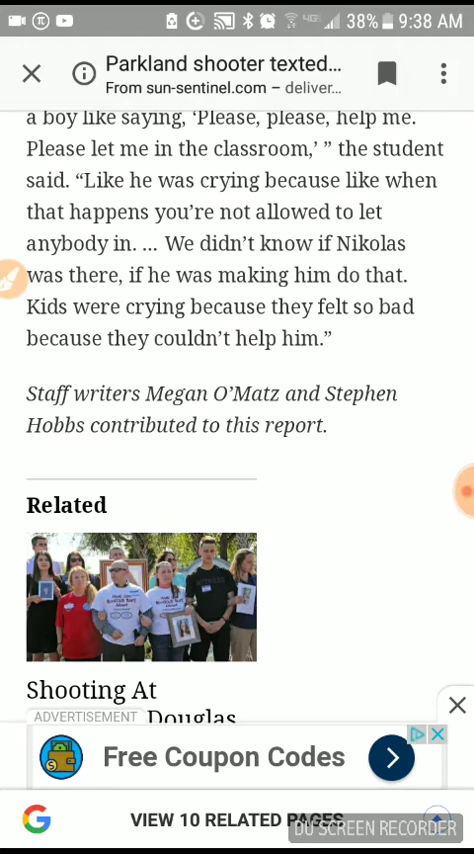 38% 9:38 AM
Parkland shooter texted...
From sun-sentinel.com – deliver...
a boy like saying, ‘Please, please, help me.
Please let me in the classroom,’ ” the student
said. “Like he was crying because like when
that happens you’re not allowed to let
anybody in. ... We didn’t know if Nikolas
was there, if he was making him do that.
Kids were crying because they felt so bad
because they couldn’t help him.”
Staff writers Megan O’Matz and Stephen
Hobbs contributed to this report.
Related
Shooting At
Douglas
ADVERTISEMENT
Free Coupon Codes
VIEW 10 RELATED PAGES
DU SCREEN RECORDER